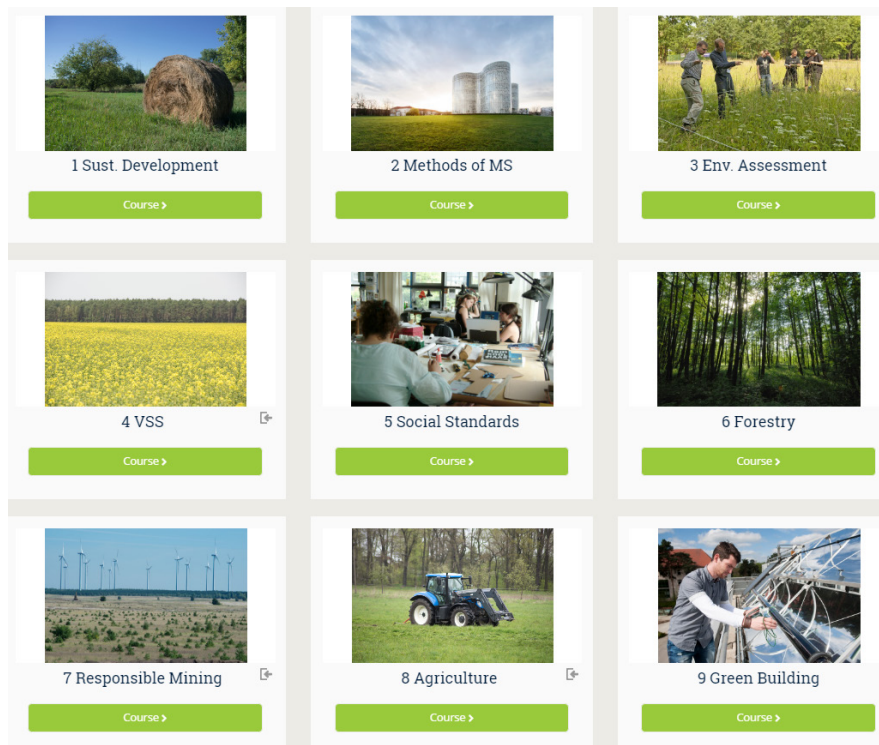 1 Sust. Development
2 Methods of MS
3 Env. Assessment
Course >
Course >
Course >
4 VSS
5 Social Standards
6 Forestry
Course >
Course >
Course >
7 Responsible Mining
8 Agriculture
9 Green Building
Course >
Course >
Course >